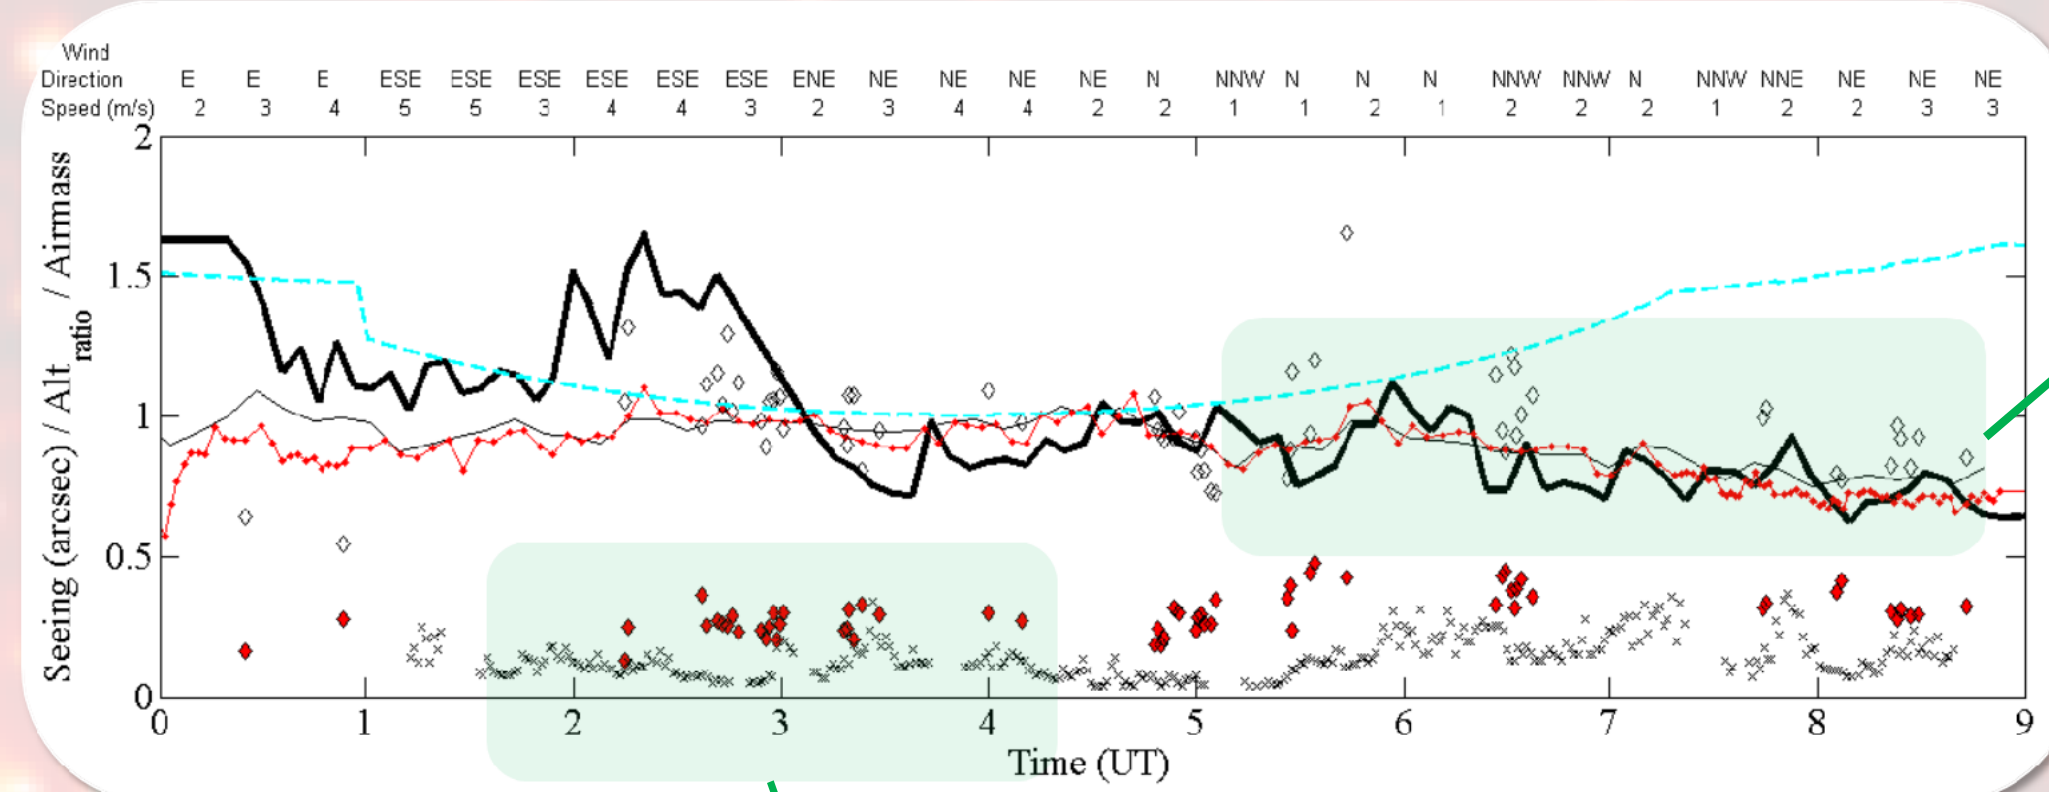 Wind
Direction E E E ESE ESE ESE ESE ESE ESE ENE NE NE NE NE N NNW N N N NNW NNW N NNW NNE NE NE NE
Speed (m/s) 2 3 4 5 5 3 4 4 3 2 3 4 4 2 2 1 1 2 1 2 2 2 1 2 2 3 3
Seeing (arcsec) / Alt ratio / Airmass
2
1.5
1
0.5
0
0 1 2 3 4 5 6 7 8 9
Time (UT)